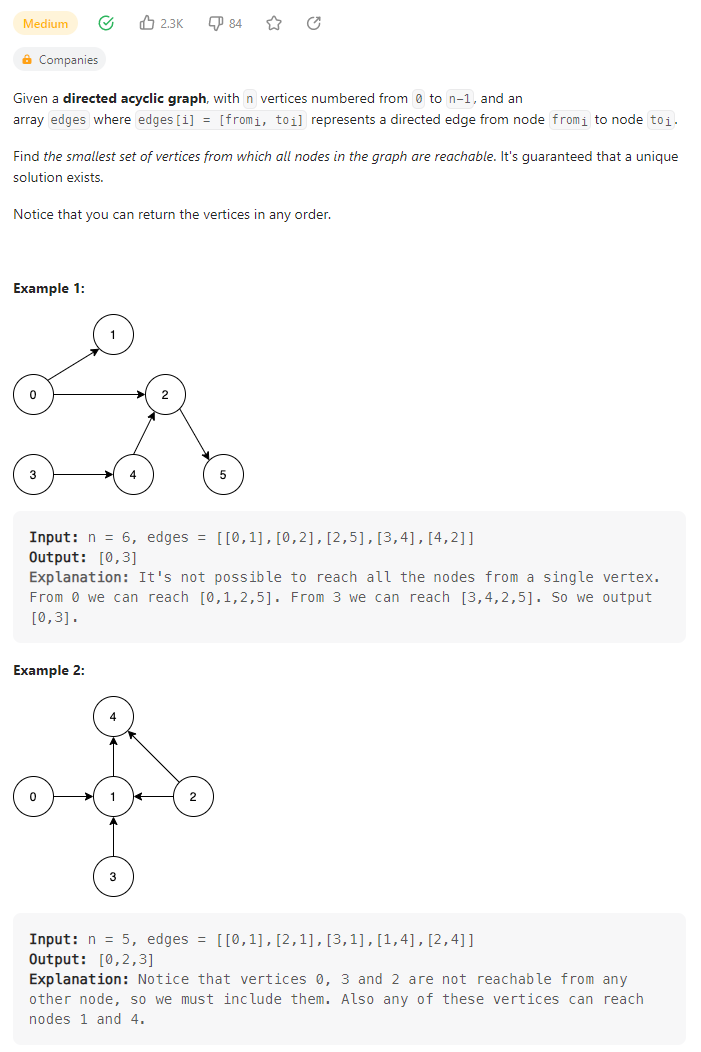 Medium 2.3K 84
Companies
Given a directed acyclic graph, with n vertices numbered from 0 to n-1, and an
array edges where edges[i] = [fromᵢ, toᵢ] represents a directed edge from node fromᵢ to node toᵢ.
Find the smallest set of vertices from which all nodes in the graph are reachable. It's guaranteed that a unique
solution exists.
Notice that you can return the vertices in any order.
Example 1:
1
0 2
3 4 5
Input: n = 6, edges = [[0,1],[0,2],[2,5],[3,4],[4,2]]
Output: [0,3]
Explanation: It's not possible to reach all the nodes from a single vertex.
From 0 we can reach [0,1,2,5]. From 3 we can reach [3,4,2,5]. So we output
[0,3].
Example 2:
4
0 1 2
3
Input: n = 5, edges = [[0,1],[2,1],[3,1],[1,4],[2,4]]
Output: [0,2,3]
Explanation: Notice that vertices 0, 3 and 2 are not reachable from any
other node, so we must include them. Also any of these vertices can reach
nodes 1 and 4.